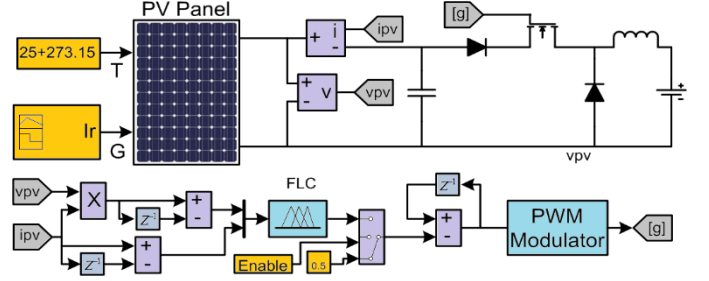 PV Panel
[g]
i
ipv
+
-
25+273.15
T
+
-
v
vpv
Ir
G
vpv
+
-
vpv
ipv
X
Z⁻¹
+
-
Z⁻¹
+
-
FLC
Enable
0.5
Z⁻¹
+
-
PWM
Modulator
[g]